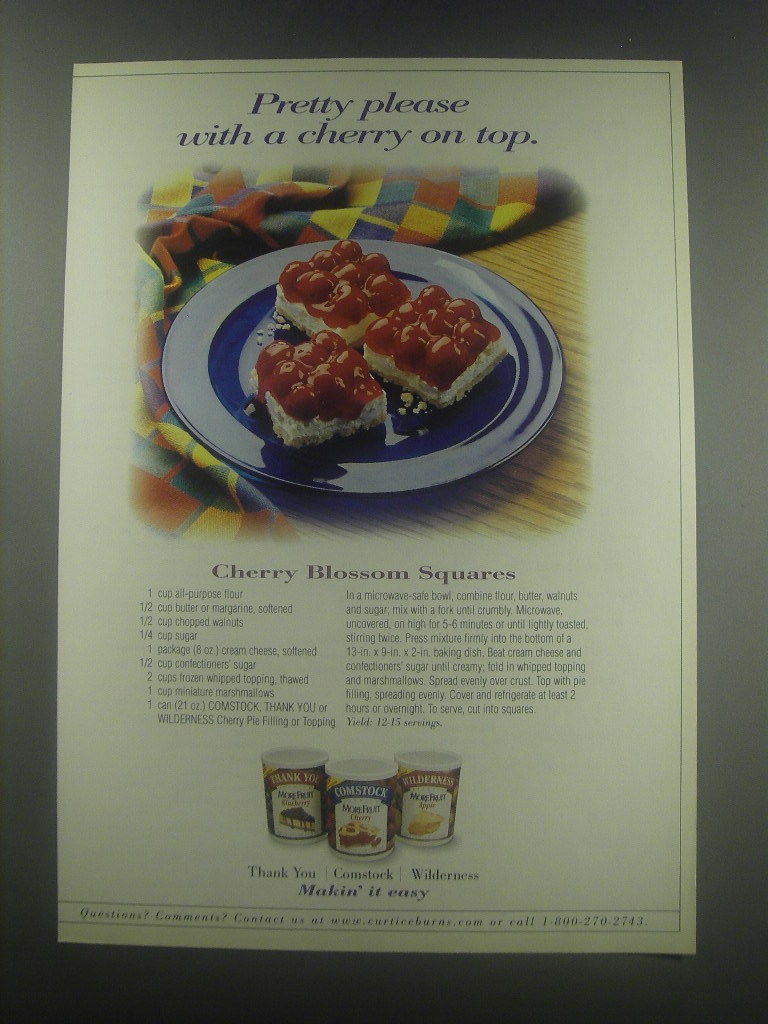 Pretty please
with a cherry on top.
Cherry Blossom Squares
1 cup all-purpose flour
1/2 cup butter or margarine, softened
1/2 cup chopped walnuts
1/4 cup sugar
1 package (8 oz.) cream cheese, softened
1/2 cup confectioners' sugar
2 cups frozen whipped topping, thawed
1 cup miniature marshmallows
1 can (21 oz.) COMSTOCK, THANK YOU or
WILDERNESS Cherry Pie Filling or Topping
In a microwave-safe bowl, combine flour, butter, walnuts
and sugar; mix with a fork until crumbly. Microwave,
uncovered, on high for 5-6 minutes or until lightly toasted,
stirring twice. Press mixture firmly into the bottom of a
13-in. x 9-in. x 2-in. baking dish. Beat cream cheese and
confectioners' sugar until creamy; fold in whipped topping
and marshmallows. Spread evenly over crust. Top with pie
filling, spreading evenly. Cover and refrigerate at least 2
hours or overnight. To serve, cut into squares.
Yield: 12-15 servings.
THANK YOU
MOREFRUIT
Blueberry
COMSTOCK
MOREFRUIT
Cherry
WILDERNESS
MOREFRUIT
Apple
Thank You | Comstock | Wilderness
Makin' it easy
Questions? Comments? Contact us at www.curticeburns.com or call 1-800-270-2743.